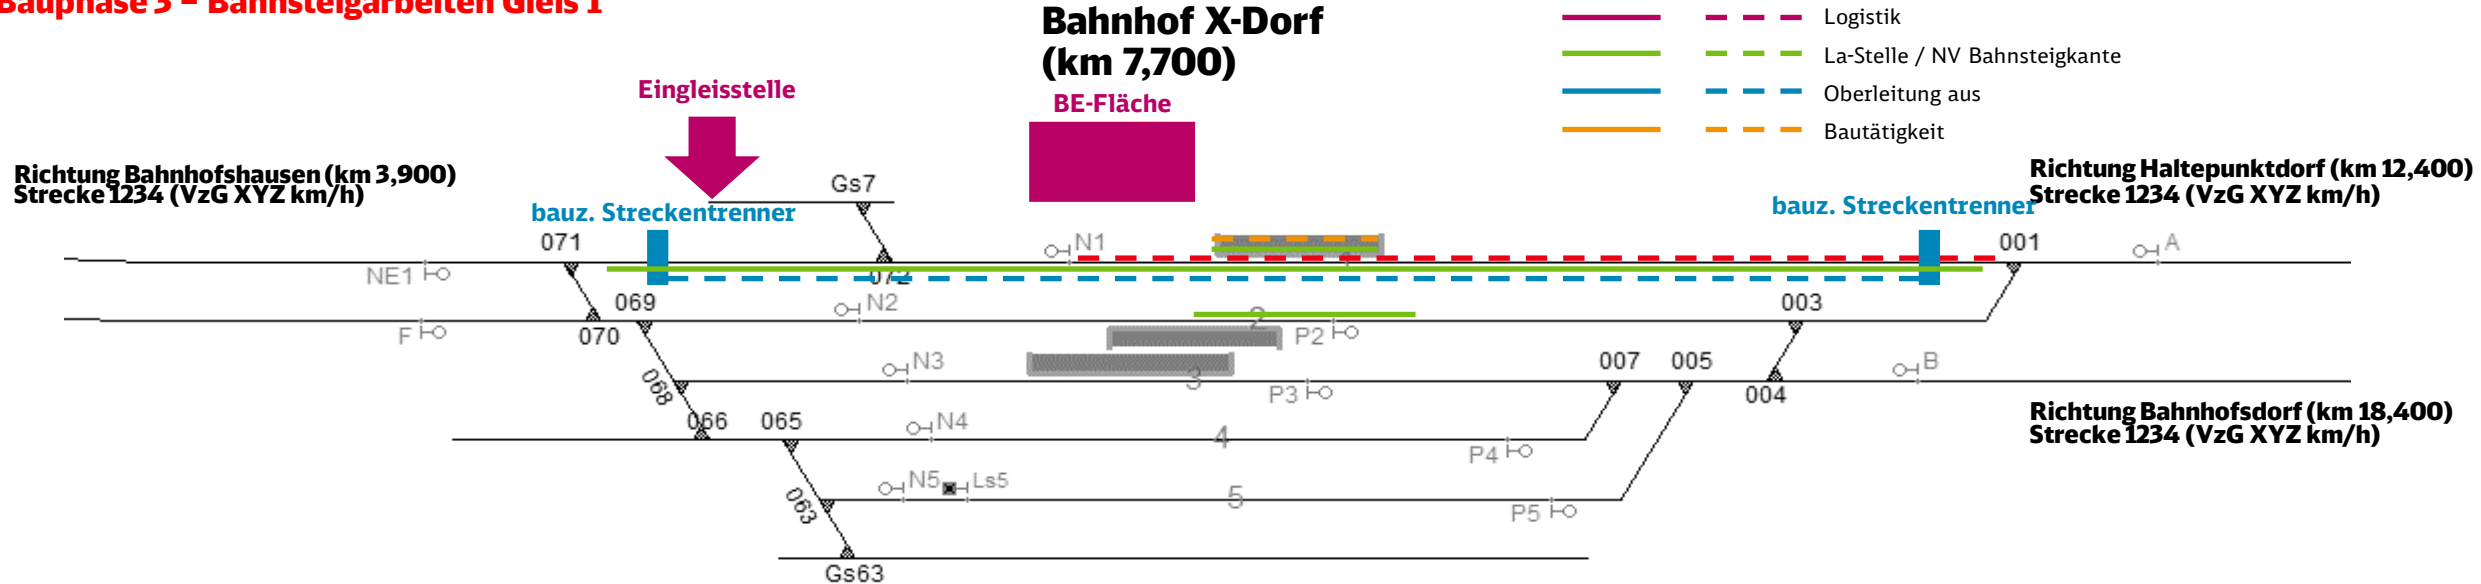 Bauphase 3 – Bahnsteigarbeiten Gleis 1
Bahnhof X-Dorf
(km 7,700)
Logistik
La-Stelle / NV Bahnsteigkante
Oberleitung aus
Bautätigkeit
Eingleisstelle
BE-Fläche
Richtung Bahnhofshausen (km 3,900)
Strecke 1234 (VzG XYZ km/h)
Richtung Haltepunktdorf (km 12,400)
Strecke 1234 (VzG XYZ km/h)
Gs7
bauz. Streckentrenner
bauz. Streckentrenner
071
N1
001
A
NE1
072
1
069
N2
003
2
F
070
P2
N3
007
005
B
068
3
P3
004
066
065
N4
4
P4
Richtung Bahnhofsdorf (km 18,400)
Strecke 1234 (VzG XYZ km/h)
N5
Ls5
063
5
P5
Gs63